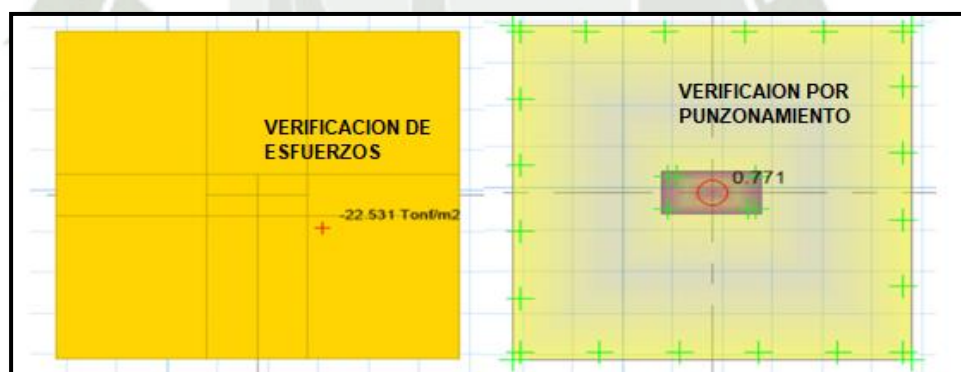 VERIFICACION DE
ESFUERZOS
-22.531 Tonf/m2
VERIFICAION POR
PUNZONAMIENTO
0.771